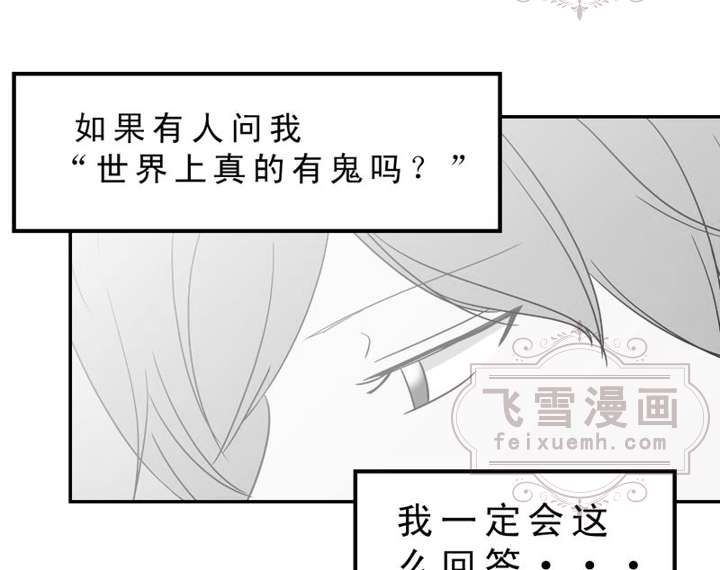 如果有人问我
“世界上真的有鬼吗？”
飞雪漫画
feixuemh.com
我一定会这
么回答···